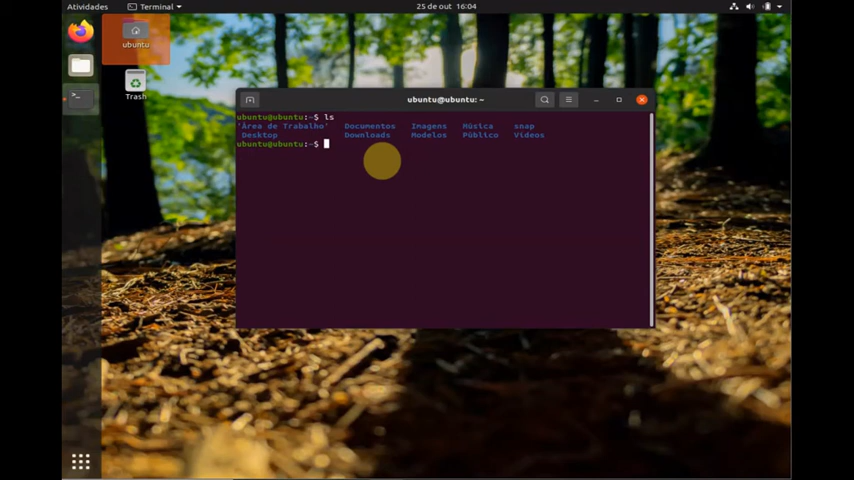 Atividades
Terminal
25 de out 16:04
ubuntu
Trash
ubuntu@ubuntu: ~
ubuntu@ubuntu:~$ ls
'Área de Trabalho' Documentos Imagens Música snap
Desktop Downloads Modelos Público Vídeos
ubuntu@ubuntu:~$